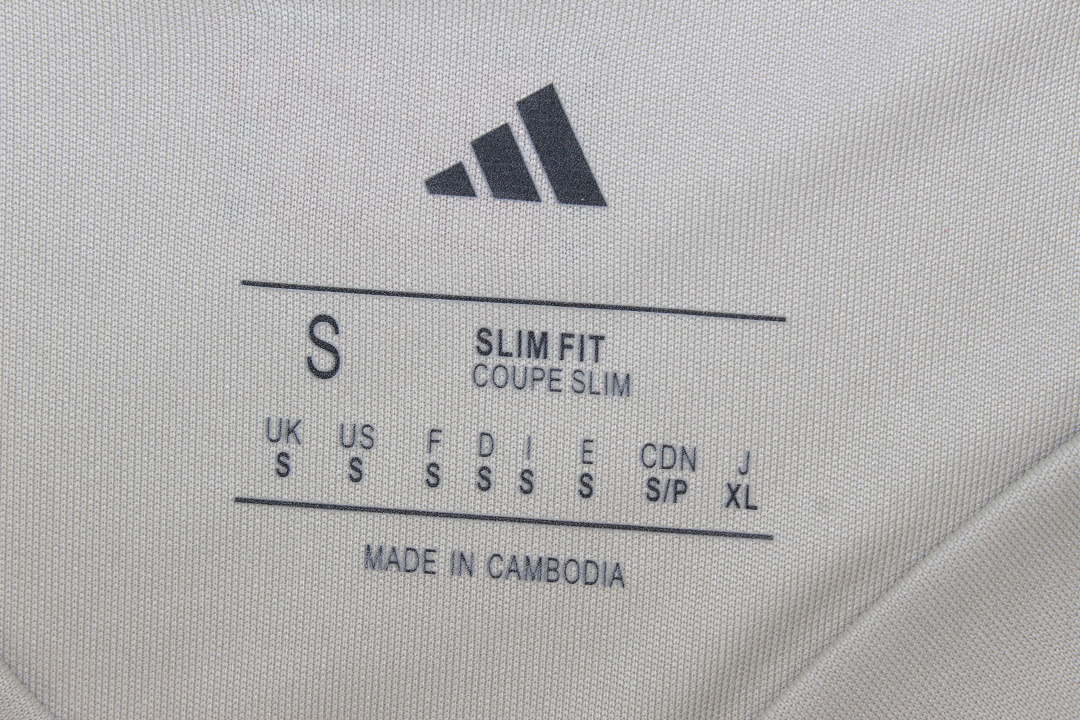 S
SLIM FIT
COUPE SLIM
UK US F D I E CDN J
S S S S S S S/P XL
MADE IN CAMBODIA